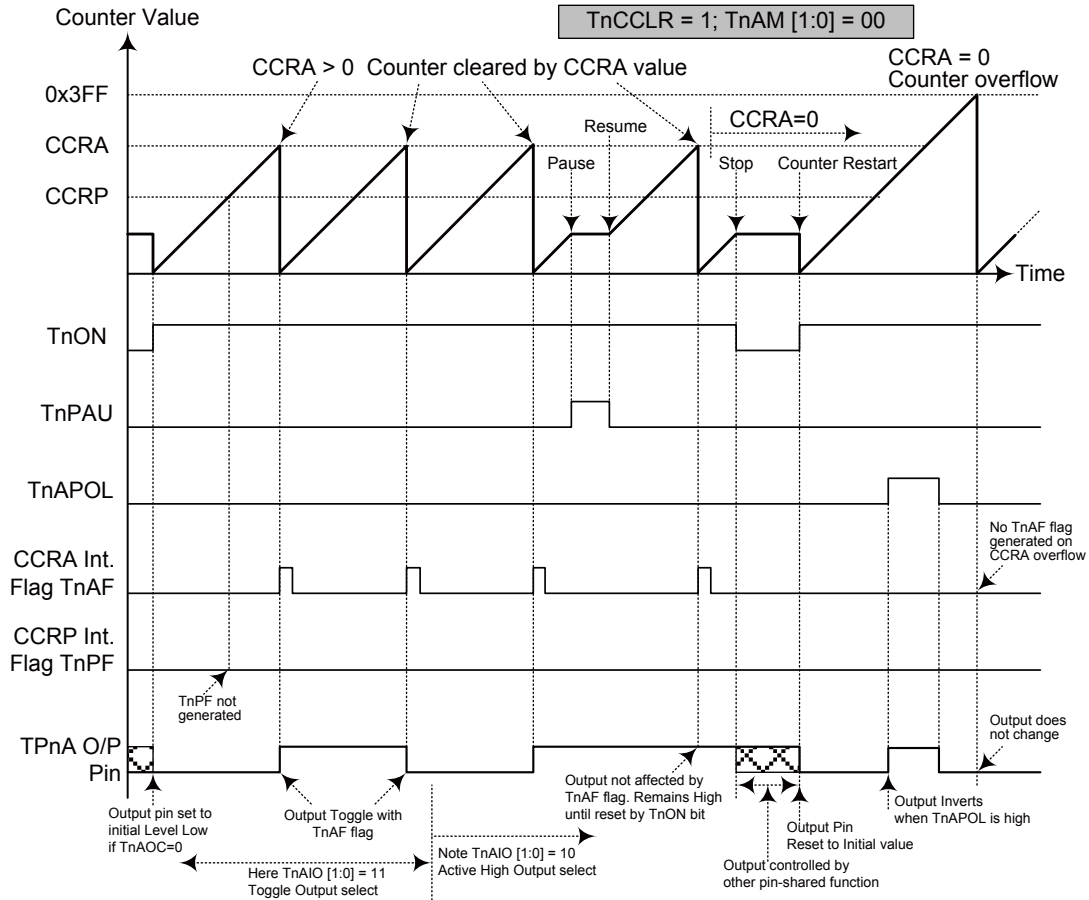 Counter Value
TnCCLR = 1; TnAM [1:0] = 00
CCRA > 0 Counter cleared by CCRA value
CCRA = 0
Counter overflow
0x3FF
CCRA
CCRP
Pause
Resume
CCRA=0
Stop
Counter Restart
Time
TnON
TnPAU
TnAPOL
CCRA Int.
Flag TnAF
No TnAF flag
generated on
CCRA overflow
CCRP Int.
Flag TnPF
TnPF not
generated
TPnA O/P
Pin
Output does
not change
Output pin set to
initial Level Low
if TnAOC=0
Output Toggle with
TnAF flag
Output not affected by
TnAF flag. Remains High
until reset by TnON bit
Output Pin
Reset to Initial value
Output Inverts
when TnAPOL is high
Here TnAIO [1:0] = 11
Toggle Output select
Note TnAIO [1:0] = 10
Active High Output select
Output controlled by
other pin-shared function